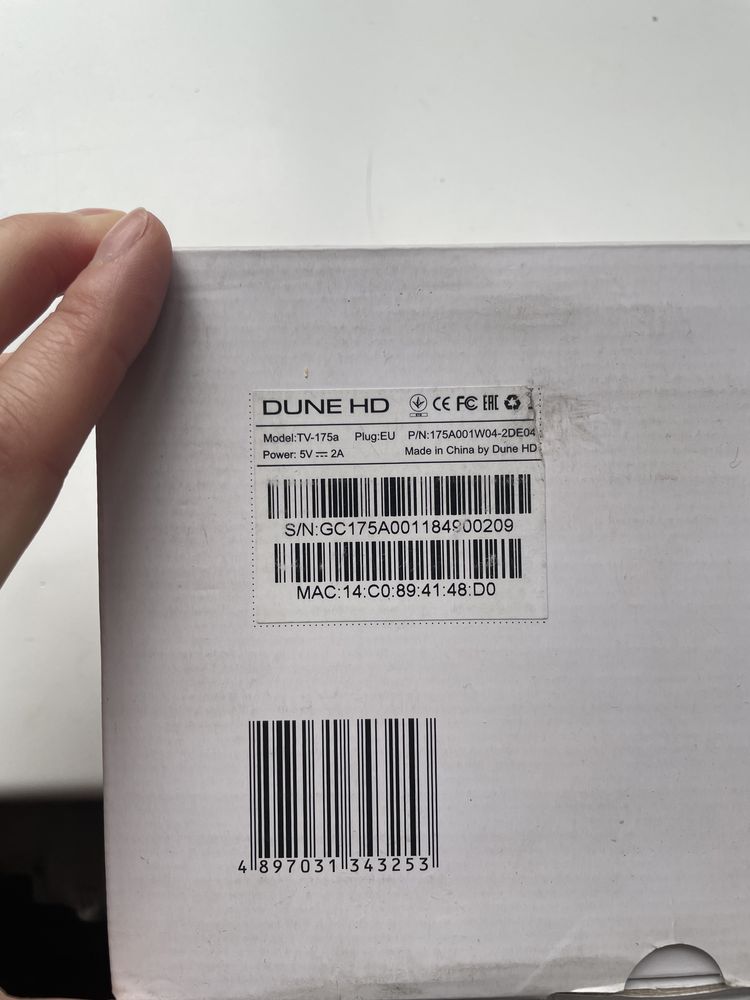 DUNE HD CE FC EAC
Model:TV-175a Plug:EU P/N:175A001W04-2DE04
Power: 5V ⎓ 2A Made in China by Dune HD
S/N:GC175A001184900209
MAC:14:C0:89:41:48:D0
4 897031 343253